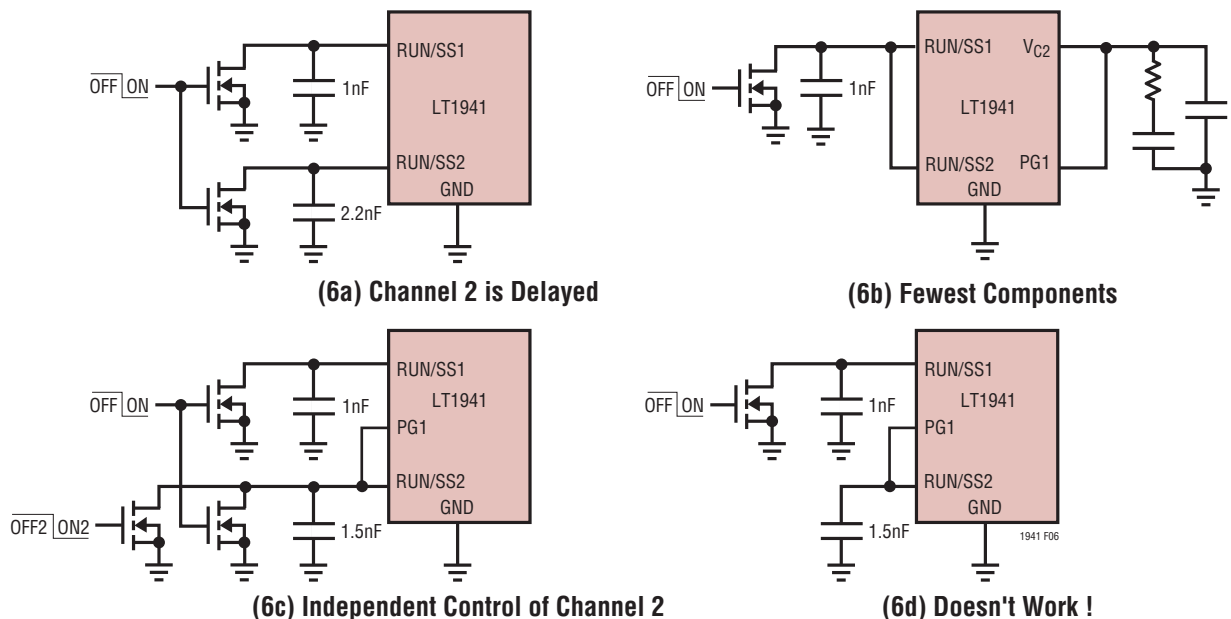 OFF ON
RUN/SS1
1nF
LT1941
RUN/SS2
GND
2.2nF
(6a) Channel 2 is Delayed
OFF ON
RUN/SS1
VC2
1nF
LT1941
RUN/SS2
PG1
GND
(6b) Fewest Components
OFF ON
RUN/SS1
1nF
LT1941
PG1
RUN/SS2
OFF2 ON2
GND
1.5nF
(6c) Independent Control of Channel 2
OFF ON
RUN/SS1
1nF
LT1941
PG1
RUN/SS2
GND
1.5nF
1941 F06
(6d) Doesn't Work !